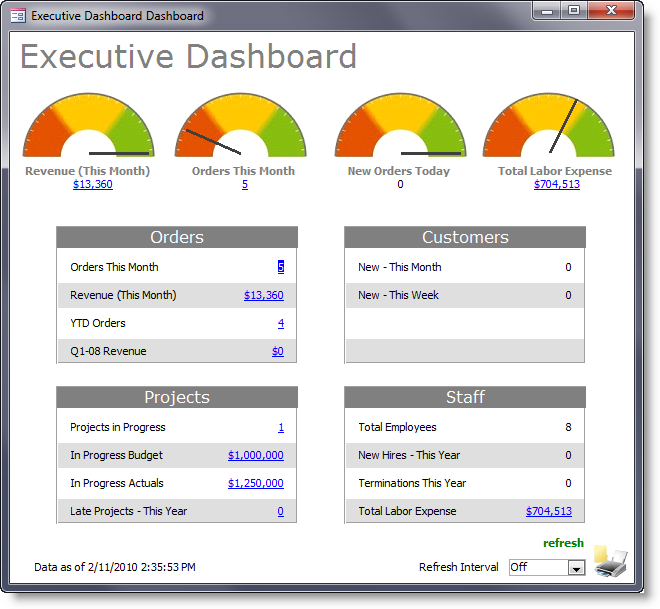 Executive Dashboard Dashboard
Executive Dashboard
Revenue (This Month) Orders This Month New Orders Today Total Labor Expense
$13,360 5 0 $704,513
Orders
Orders This Month 5
Revenue (This Month) $13,360
YTD Orders 4
Q1-08 Revenue $0
Customers
New - This Month 0
New - This Week 0
Projects
Projects in Progress 1
In Progress Budget $1,000,000
In Progress Actuals $1,250,000
Late Projects - This Year 0
Staff
Total Employees 8
New Hires - This Year 0
Terminations This Year 0
Total Labor Expense $704,513
refresh
Data as of 2/11/2010 2:35:53 PM Refresh Interval Off